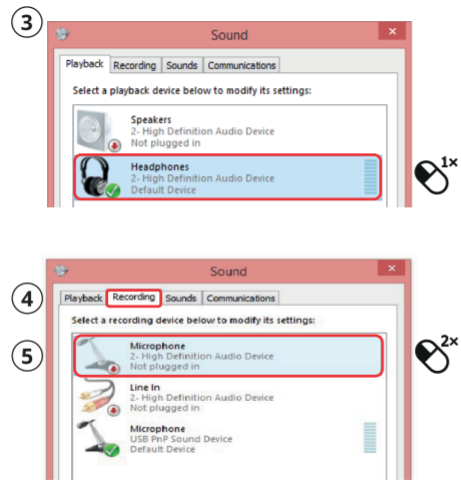 3
Sound
Playback Recording Sounds Communications
Select a playback device below to modify its settings:
Speakers
2- High Definition Audio Device
Not plugged in
Headphones
2- High Definition Audio Device
Default Device
1×
Sound
4
Playback Recording Sounds Communications
Select a recording device below to modify its settings:
5
Microphone
2- High Definition Audio Device
Not plugged in
2×
Line In
2- High Definition Audio Device
Not plugged in
Microphone
USB PnP Sound Device
Default Device